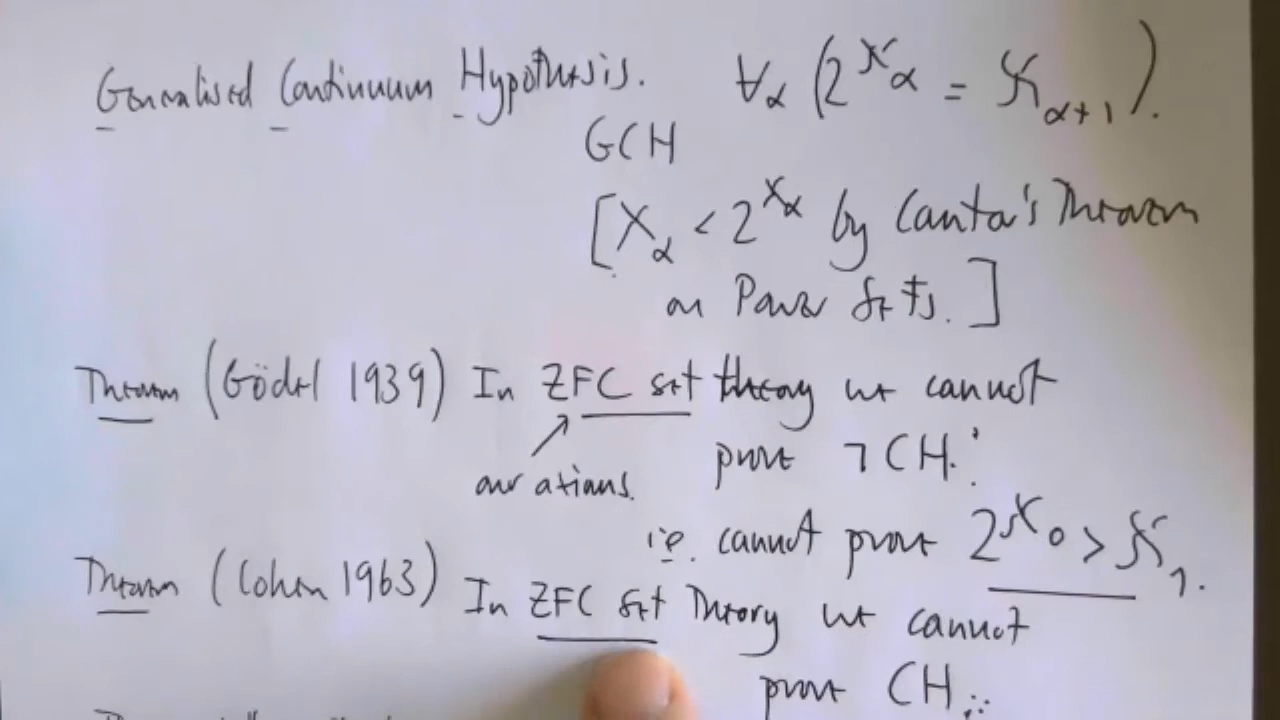 Generalised Continuum Hypothesis. ∀α (2^ℵα = ℵα+1).
GCH
[ℵα < 2^ℵα by Cantor's Theorem
on Power Sets.]
Theorem (Gödel 1939) In ZFC set theory we cannot
prove ¬CH.
our axioms.
i.e. cannot prove 2^ℵ0 > ℵ1.
Theorem (Cohen 1963) In ZFC Set Theory we cannot
prove CH.